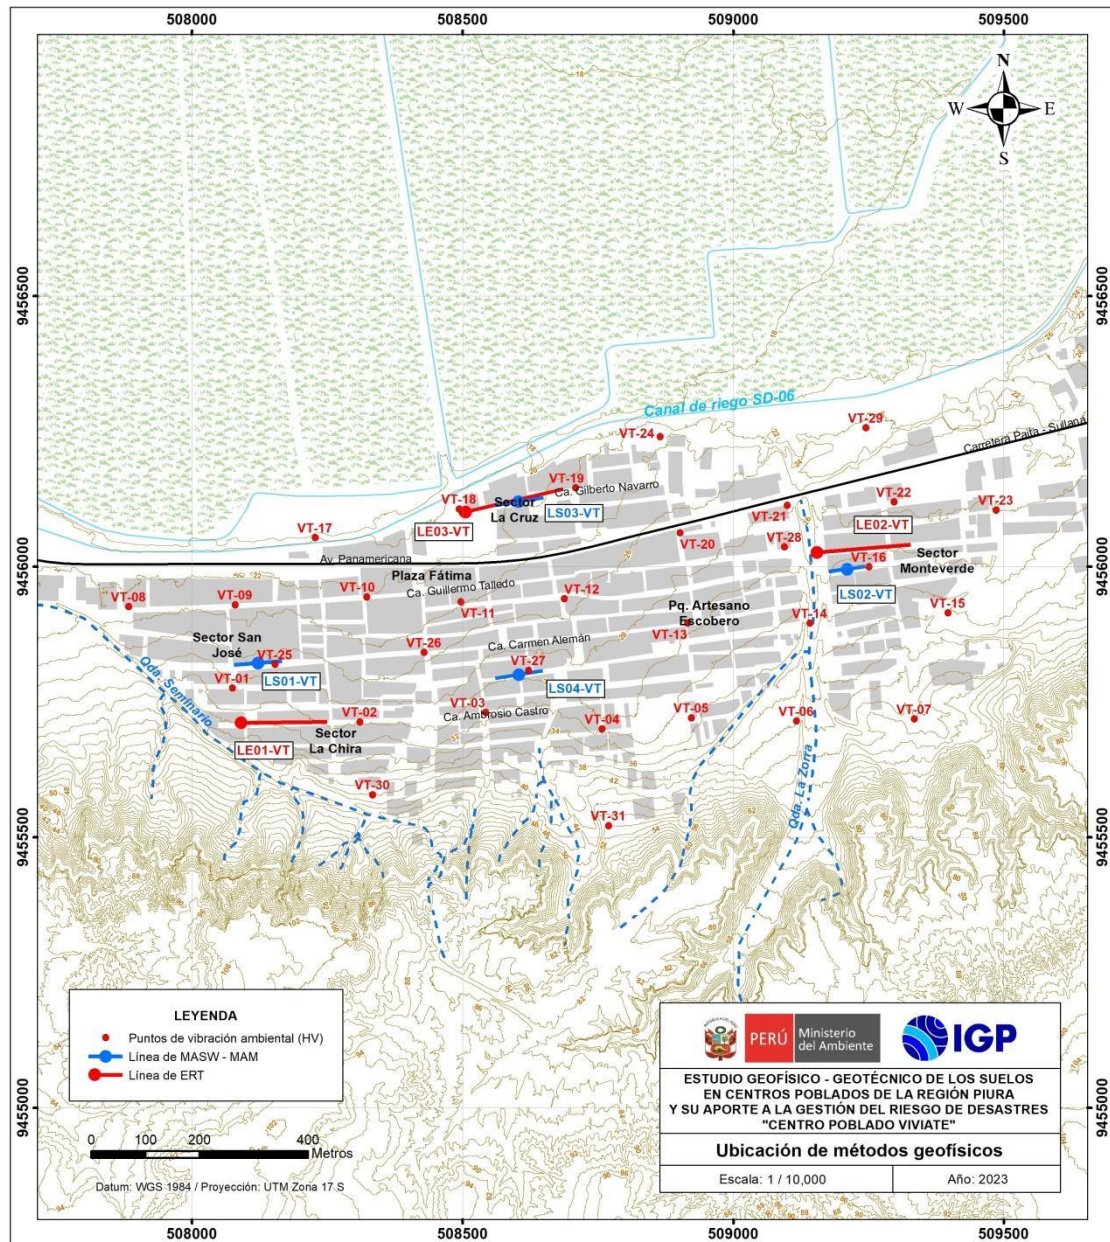 508000 508500 509000 509500
N
W E
S
9456500 9456500
Canal de riego SD-06
VT-29
VT-24
Carretera Paita - Sullana
VT-19
Ca. Gilberto Navarro
VT-18
Sector
La Cruz
LS03-VT
LE03-VT
VT-22
VT-23
VT-21
LE02-VT
VT-17
VT-20
VT-28
Av. Panamericana
Plaza Fátima
VT-16
Sector
Monteverde
9456000 9456000
Ca. Guillermo Talledo
VT-08
VT-09
VT-10
VT-11
VT-12
LS02-VT
Pq. Artesano
Escobero
VT-13
VT-14
VT-15
Sector San
José
VT-25
VT-26
Ca. Carmen Alemán
VT-27
VT-01
LS01-VT
LS04-VT
Qda. Seminario
VT-02
VT-03
Ca. Ambrosio Castro
VT-04
VT-05
VT-06
VT-07
LE01-VT
Sector
La Chira
Qda. La Zorra
VT-30
VT-31
9455500 9455500
LEYENDA
Puntos de vibración ambiental (HV)
Línea de MASW - MAM
Línea de ERT
0 100 200 400
Metros
Datum: WGS 1984 / Proyección: UTM Zona 17 S
PERÚ
Ministerio
del Ambiente
IGP
ESTUDIO GEOFÍSICO - GEOTÉCNICO DE LOS SUELOS
EN CENTROS POBLADOS DE LA REGIÓN PIURA
Y SU APORTE A LA GESTIÓN DEL RIESGO DE DESASTRES
"CENTRO POBLADO VIVIATE"
Ubicación de métodos geofísicos
Escala: 1 / 10,000 Año: 2023
9455000 9455000
508000 508500 509000 509500